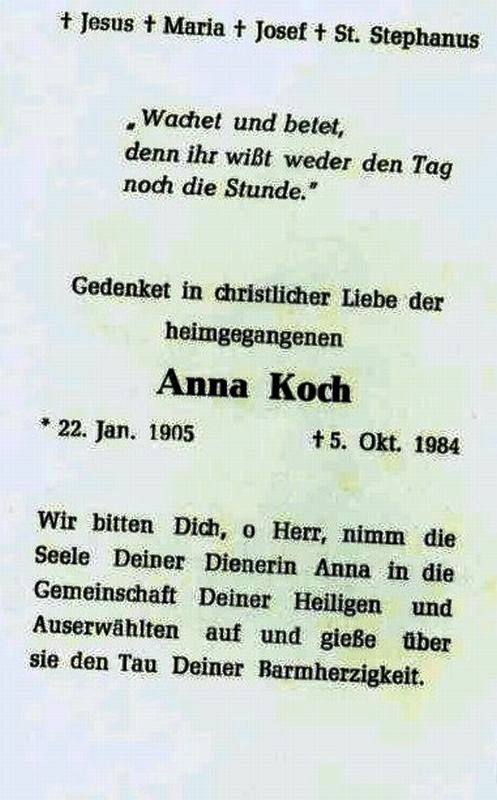 ✝ Jesus ✝ Maria ✝ Josef ✝ St. Stephanus
„Wachet und betet,
denn ihr wißt weder den Tag
noch die Stunde."
Gedenket in christlicher Liebe der
heimgegangenen
Anna Koch
* 22. Jan. 1905 ✝ 5. Okt. 1984
Wir bitten Dich, o Herr, nimm die
Seele Deiner Dienerin Anna in die
Gemeinschaft Deiner Heiligen und
Auserwählten auf und gieße über
sie den Tau Deiner Barmherzigkeit.